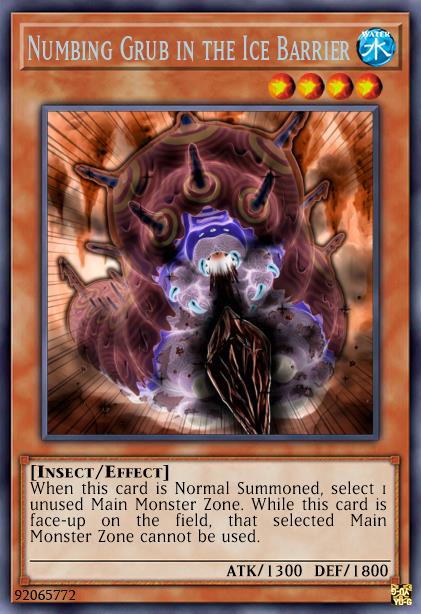 NUMBING GRUB IN THE ICE BARRIER
WATER
水
[INSECT/EFFECT]
When this card is Normal Summoned, select 1
unused Main Monster Zone. While this card is
face-up on the field, that selected Main
Monster Zone cannot be used.
ATK/1300 DEF/1800
92065772